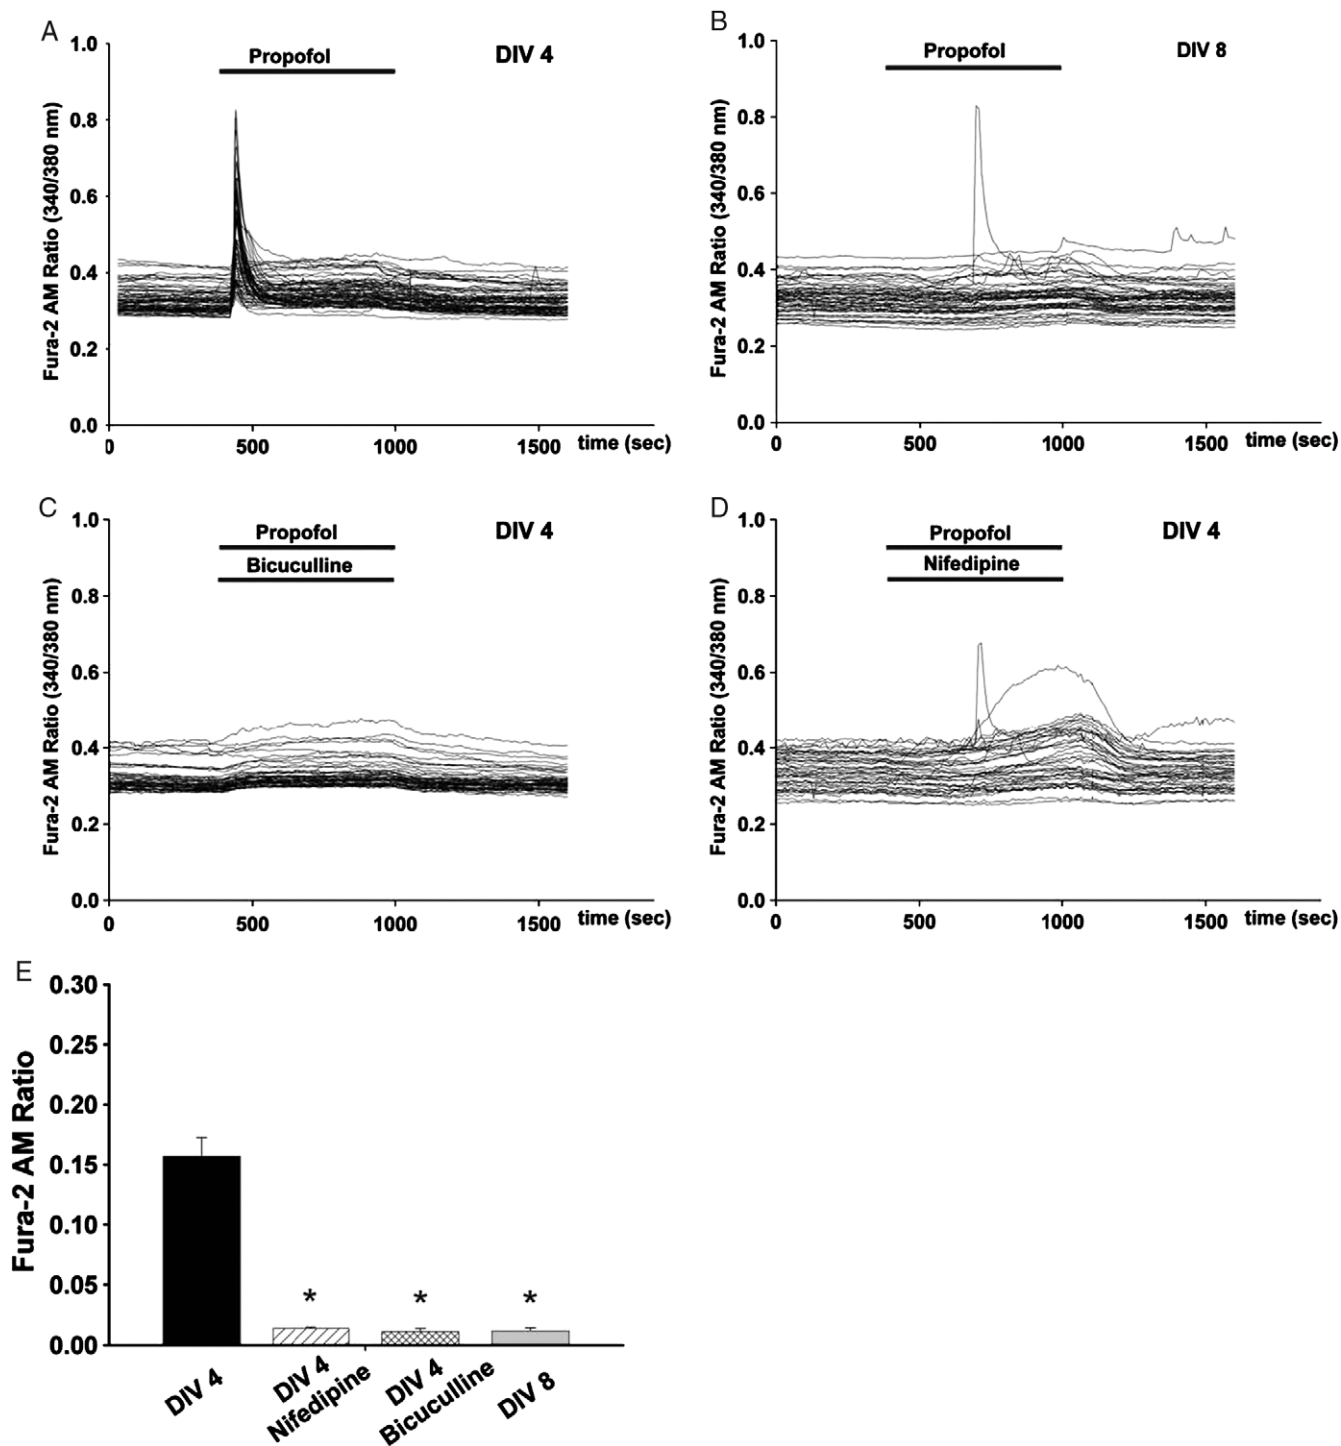 A
Propofol
DIV 4
Fura-2 AM Ratio (340/380 nm)
1.0
0.8
0.6
0.4
0.2
0.0
0 500 1000 1500 time (sec)
B
Propofol
DIV 8
Fura-2 AM Ratio (340/380 nm)
1.0
0.8
0.6
0.4
0.2
0.0
0 500 1000 1500 time (sec)
C
Propofol
DIV 4
Bicuculline
Fura-2 AM Ratio (340/380 nm)
1.0
0.8
0.6
0.4
0.2
0.0
0 500 1000 1500 time (sec)
D
Propofol
DIV 4
Nifedipine
Fura-2 AM Ratio (340/380 nm)
1.0
0.8
0.6
0.4
0.2
0.0
0 500 1000 1500 time (sec)
E
Fura-2 AM Ratio
0.30
0.25
0.20
0.15
0.10
0.05
0.00
* * *
DIV 4
DIV 4
Nifedipine
DIV 4
Bicuculline
DIV 8